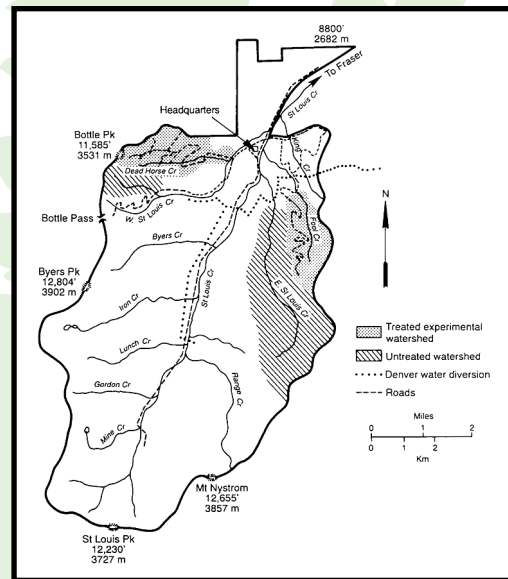 8800'
2682 m
To Fraser
St Louis Cr
Headquarters
King Cr
Bottle Pk
11,585'
3531 m
Dead Horse Cr
W. St Louis Cr
Bottle Pass
Fool Cr
N
Byers Cr
E. St Louis Cr
Byers Pk
12,804'
3902 m
St Louis Cr
Iron Cr
Lunch Cr
Range Cr
Gordon Cr
Mine Cr
Treated experimental
watershed
Untreated watershed
Denver water diversion
Roads
Miles
0 1 2
0 1 2
Km
Mt Nystrom
12,655'
3857 m
St Louis Pk
12,230'
3727 m